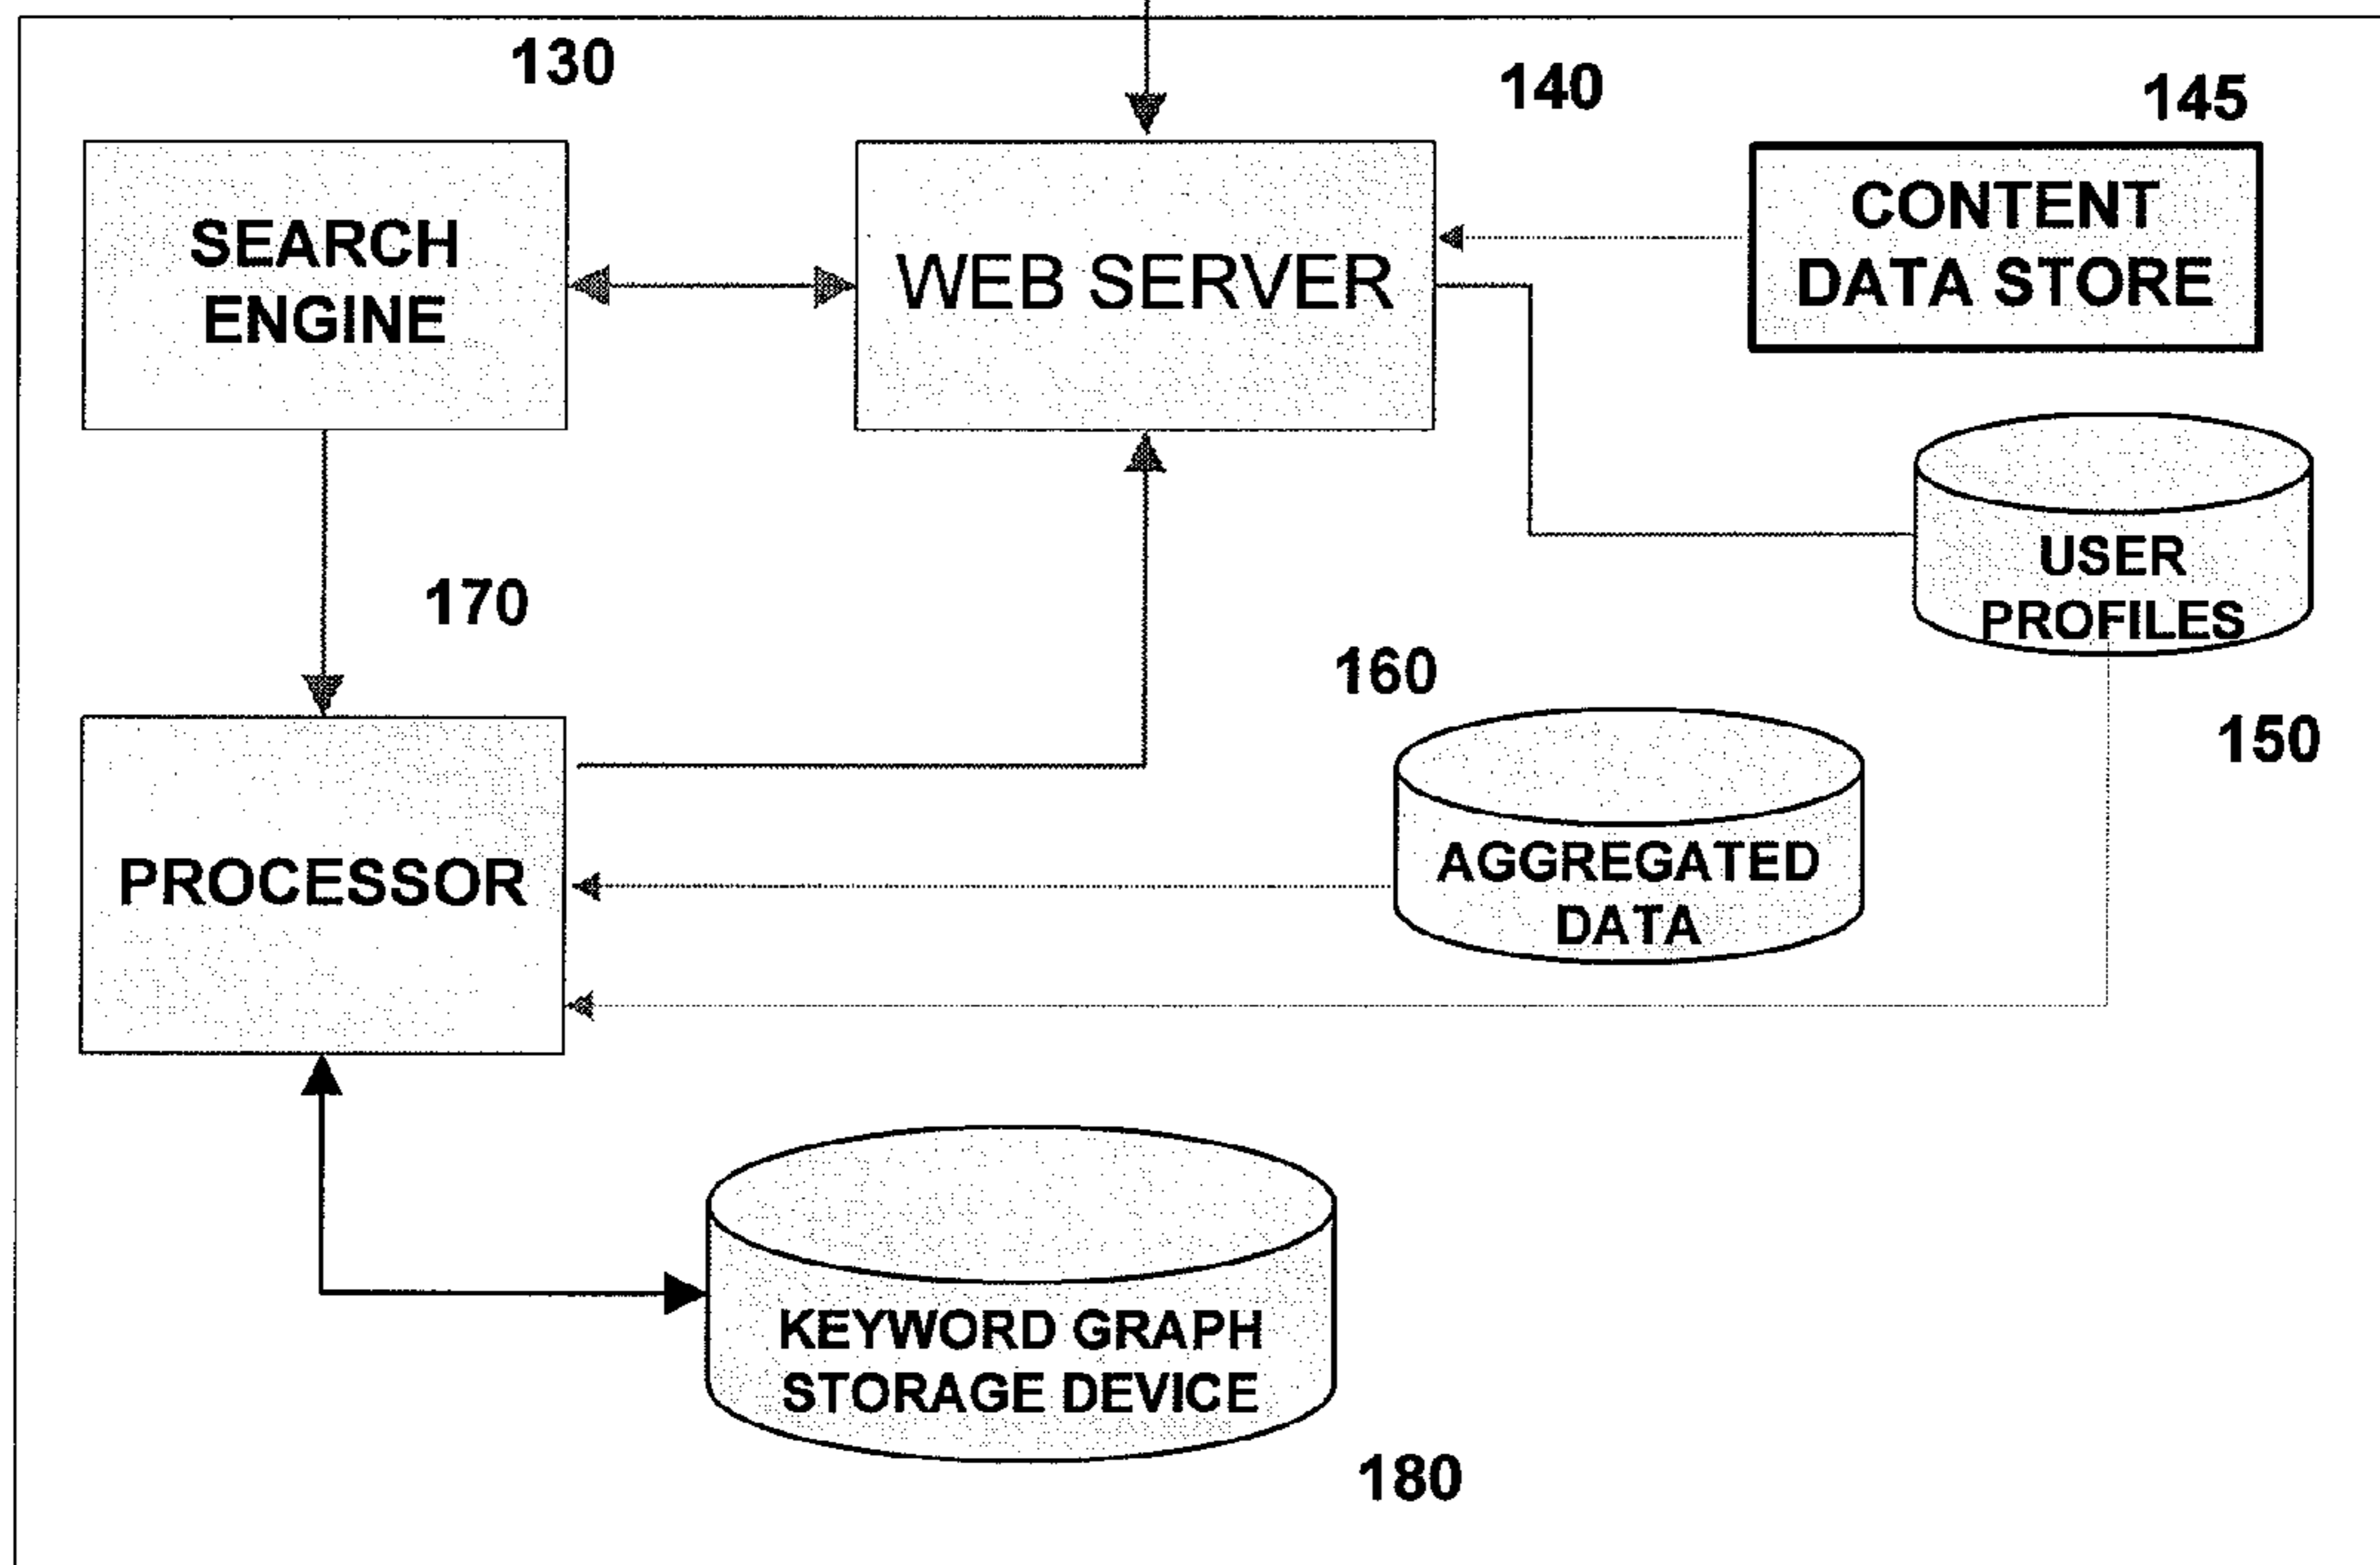 130
140
145
SEARCH
ENGINE
WEB SERVER
CONTENT
DATA STORE
USER
PROFILES
170
160
150
PROCESSOR
AGGREGATED
DATA
KEYWORD GRAPH
STORAGE DEVICE
180